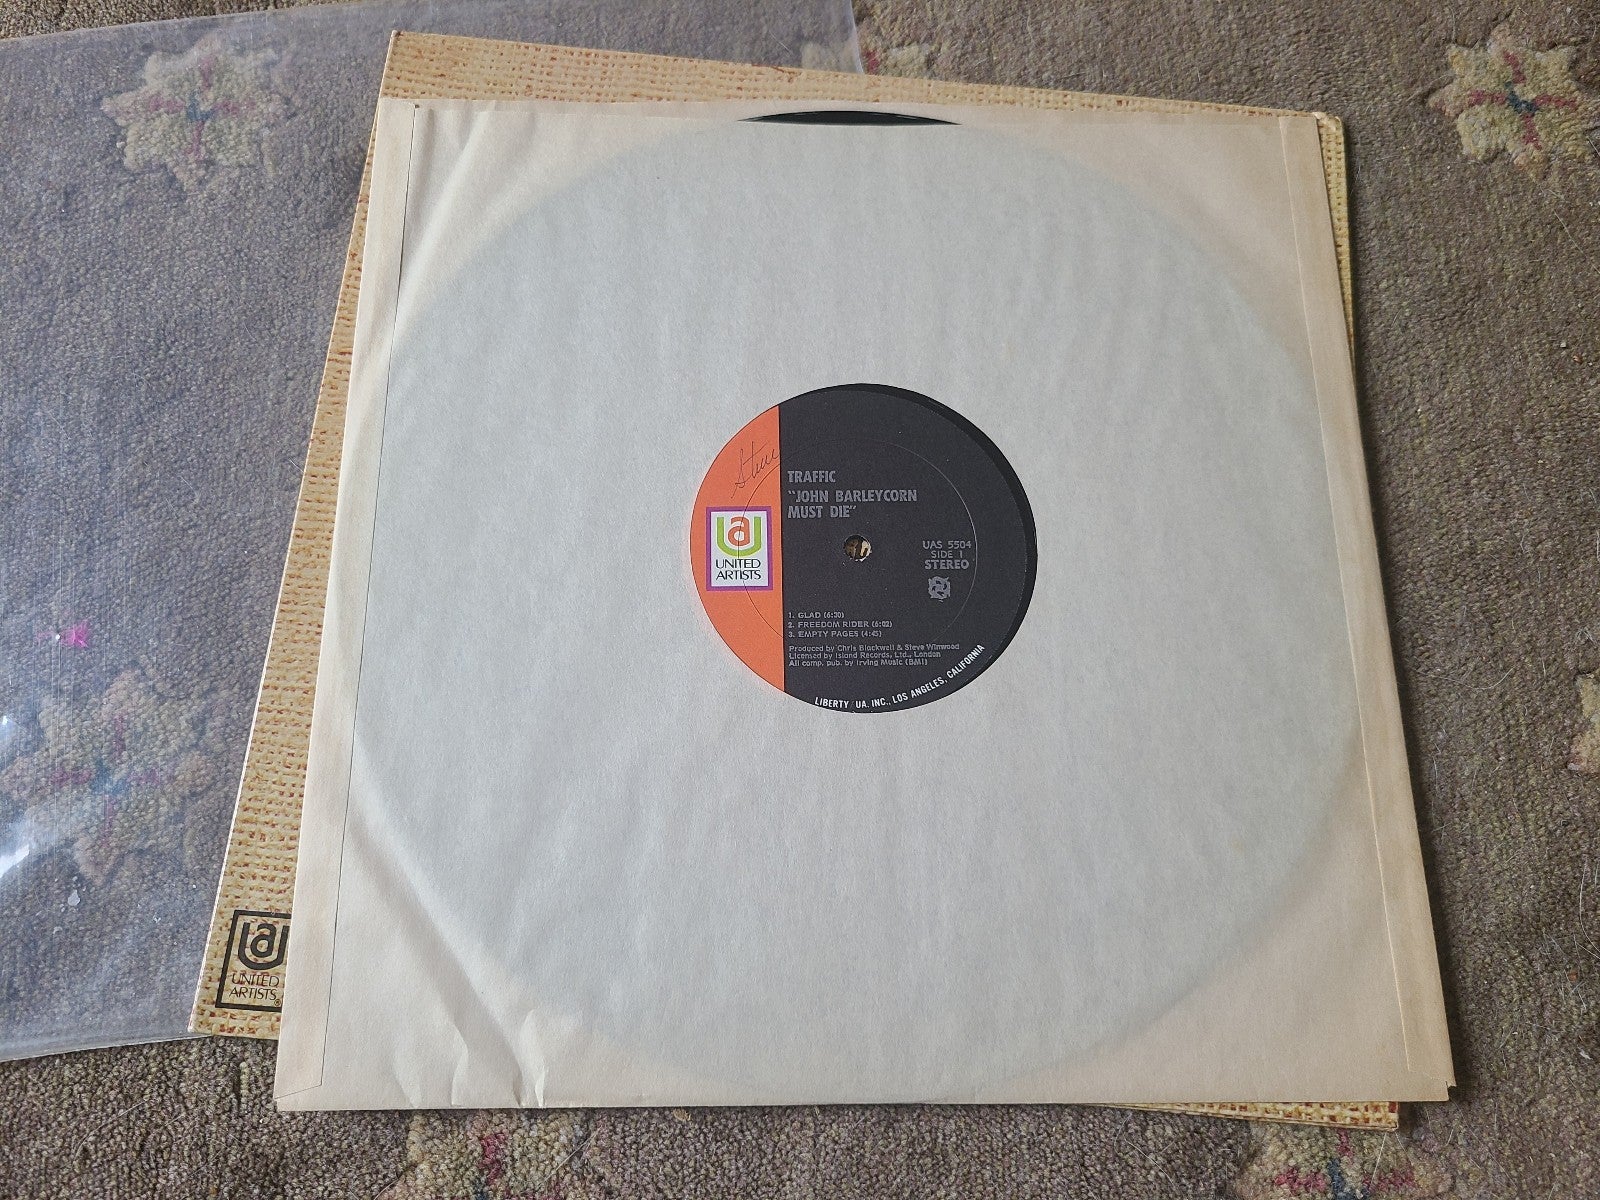 Steve
TRAFFIC
"JOHN BARLEYCORN
MUST DIE"
UNITED
ARTISTS
UAS 5504
SIDE 1
STEREO
1. GLAD (6:30)
2. FREEDOM RIDER (6:02)
3. EMPTY PAGES (4:45)
Produced by Chris Blackwell & Steve Winwood
Licensed by Island Records, Ltd., London
All comp. pub. by Irving Music (BMI)
LIBERTY/UA, INC., LOS ANGELES, CALIFORNIA
UNITED
ARTISTS®